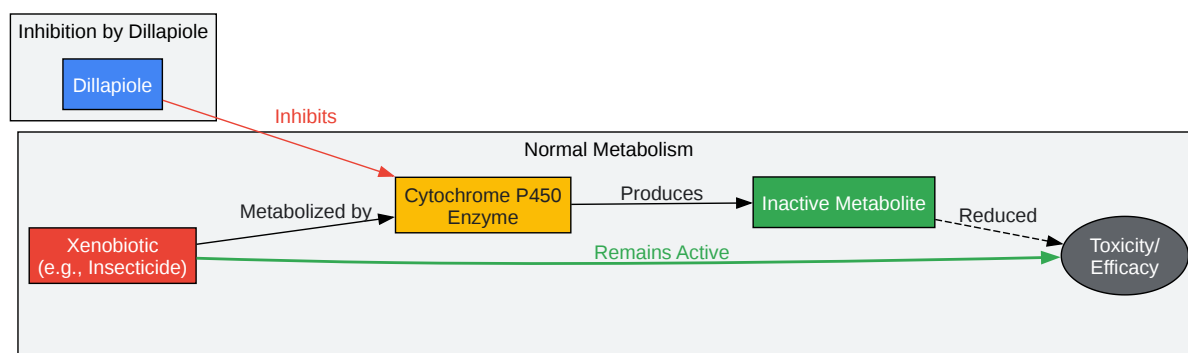 Inhibition by Dillapiole
Dillapiole
Inhibits
Normal Metabolism
Cytochrome P450
Enzyme
Produces
Inactive Metabolite
Metabolized by
Reduced
Xenobiotic
(e.g., Insecticide)
Remains Active
Toxicity/
Efficacy